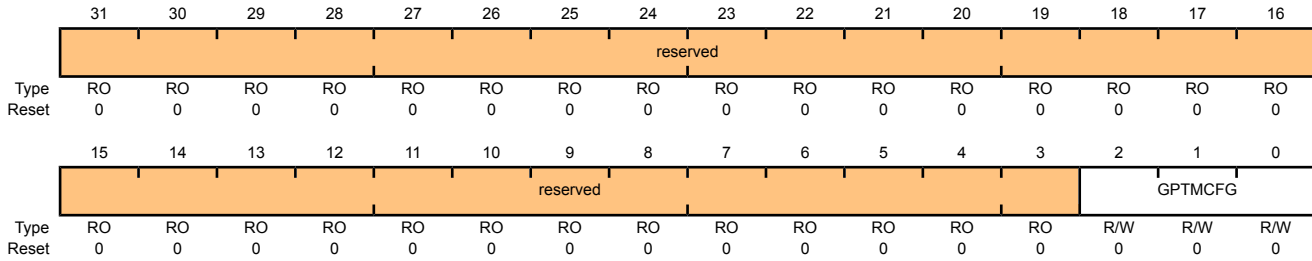 31 30 29 28 27 26 25 24 23 22 21 20 19 18 17 16
reserved
Type RO RO RO RO RO RO RO RO RO RO RO RO RO RO RO RO
Reset 0 0 0 0 0 0 0 0 0 0 0 0 0 0 0 0
15 14 13 12 11 10 9 8 7 6 5 4 3 2 1 0
reserved GPTMCFG
Type RO RO RO RO RO RO RO RO RO RO RO RO RO R/W R/W R/W
Reset 0 0 0 0 0 0 0 0 0 0 0 0 0 0 0 0